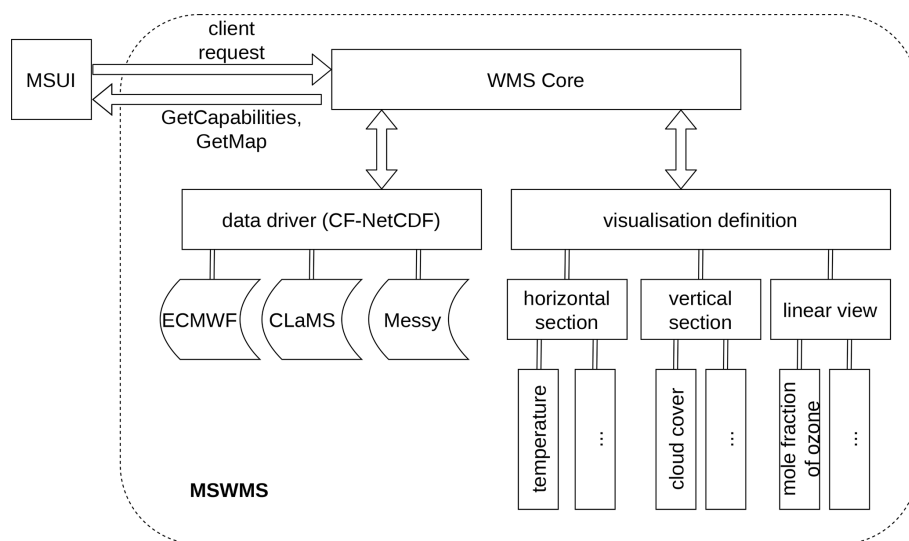 client
request
MSUI
WMS Core
GetCapabilities,
GetMap
data driver (CF-NetCDF)
visualisation definition
ECMWF
CLaMS
Messy
horizontal
section
vertical
section
linear view
temperature
...
cloud cover
...
mole fraction
of ozone
...
MSWMS